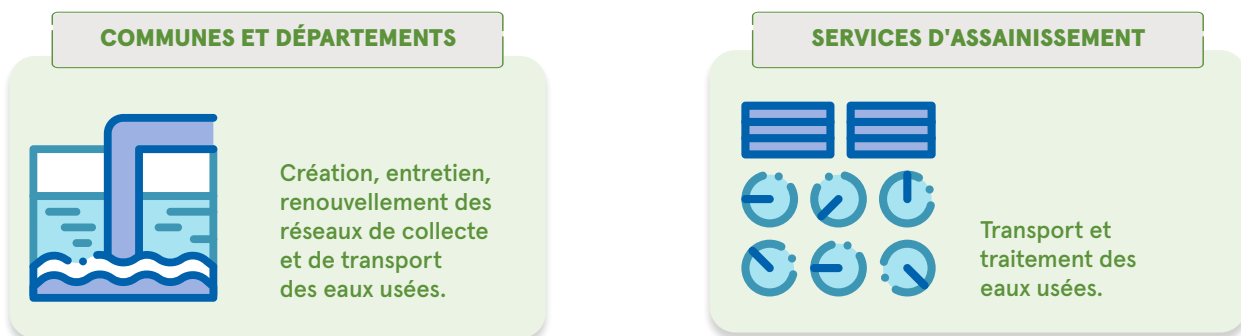 COMMUNES ET DÉPARTEMENTS
Création, entretien,
renouvellement des
réseaux de collecte
et de transport
des eaux usées.
SERVICES D'ASSAINISSEMENT
Transport et
traitement des
eaux usées.